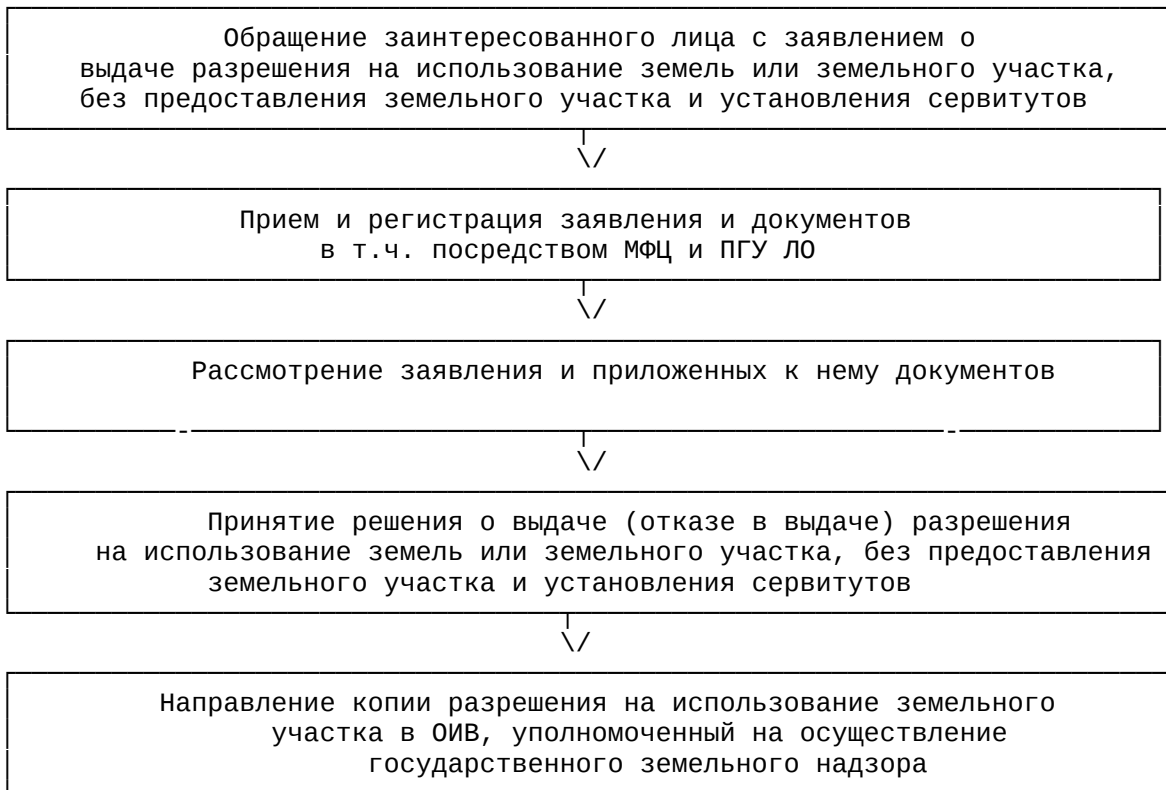 Обращение заинтересованного лица с заявлением о
выдаче разрешения на использование земель или земельного участка,
без предоставления земельного участка и установления сервитутов
\/
Прием и регистрация заявления и документов
в т.ч. посредством МФЦ и ПГУ ЛО
\/
Рассмотрение заявления и приложенных к нему документов
\/
Принятие решения о выдаче (отказе в выдаче) разрешения
на использование земель или земельного участка, без предоставления
земельного участка и установления сервитутов
\/
Направление копии разрешения на использование земельного
участка в ОИВ, уполномоченный на осуществление
государственного земельного надзора